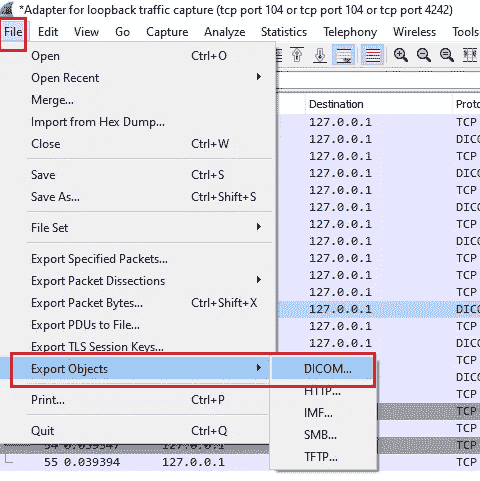 *Adapter for loopback traffic capture (tcp port 104 or tcp port 4242)
File Edit View Go Capture Analyze Statistics Telephony Wireless Tools
Open Ctrl+O
Open Recent
Merge...
Import from Hex Dump...
Close Ctrl+W
Save Ctrl+S
Save As... Ctrl+Shift+S
File Set
Export Specified Packets...
Export Packet Dissections
Export Packet Bytes... Ctrl+Shift+X
Export PDUs to File...
Export TLS Session Keys...
Export Objects
Print... Ctrl+P
Quit Ctrl+Q
DICOM...
HTTP...
IMF...
SMB...
TFTP...
Destination Proto
127.0.0.1 TCP
127.0.0.1 DICO
127.0.0.1 TCP
127.0.0.1 DICO
127.0.0.1 TCP
127.0.0.1 TCP
127.0.0.1 TCP
127.0.0.1 DICO
127.0.0.1 TCP
127.0.0.1 DICO
127.0.0.1 TCP
127.0.0.1 DICO
127.0.0.1 TCP
127.0.0.1 DICO
TCP
DICO
TCP
DICO
TCP
54 0.039347 127.0.0.1 TCP
55 0.039394 127.0.0.1 TCP